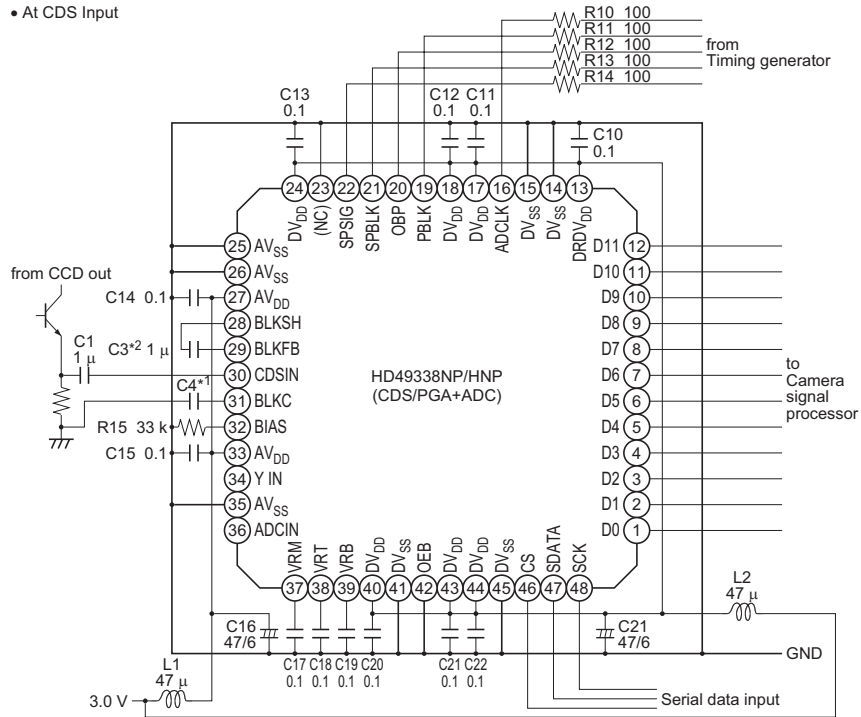 • At CDS Input
R10 100
R11 100
R12 100
R13 100
R14 100
from
Timing generator
C13
0.1
C12
0.1
C11
0.1
C10
0.1
24 23 22 21 20 19 18 17 16 15 14 13
DVDD (NC) SPSIG SPBLK OBP PBLK DVDD DVDD ADCLK DVSS DVSS DRDVDD
25 AVSS
26 AVSS
from CCD out
C14 0.1
27 AVDD
28 BLKSH
C1
1 μ
C3*2 1 μ
29 BLKFB
30 CDSIN
C4*1
31 BLKC
R15 33 k
32 BIAS
C15 0.1
33 AVDD
34 Y IN
35 AVSS
36 ADCIN
HD49338NP/HNP
(CDS/PGA+ADC)
D11 12
D10 11
D9 10
D8 9
D7 8
D6 7
D5 6
D4 5
D3 4
D2 3
D1 2
D0 1
to
Camera
signal
processor
VRM VRT VRB DVDD DVSS OEB DVDD DVDD DVSS CS SDATA SCK
37 38 39 40 41 42 43 44 45 46 47 48
C16
47/6
C17
0.1
C18
0.1
C19
0.1
C20
0.1
C21
0.1
C22
0.1
C21
47/6
L2
47 μ
GND
L1
47 μ
3.0 V
Serial data input